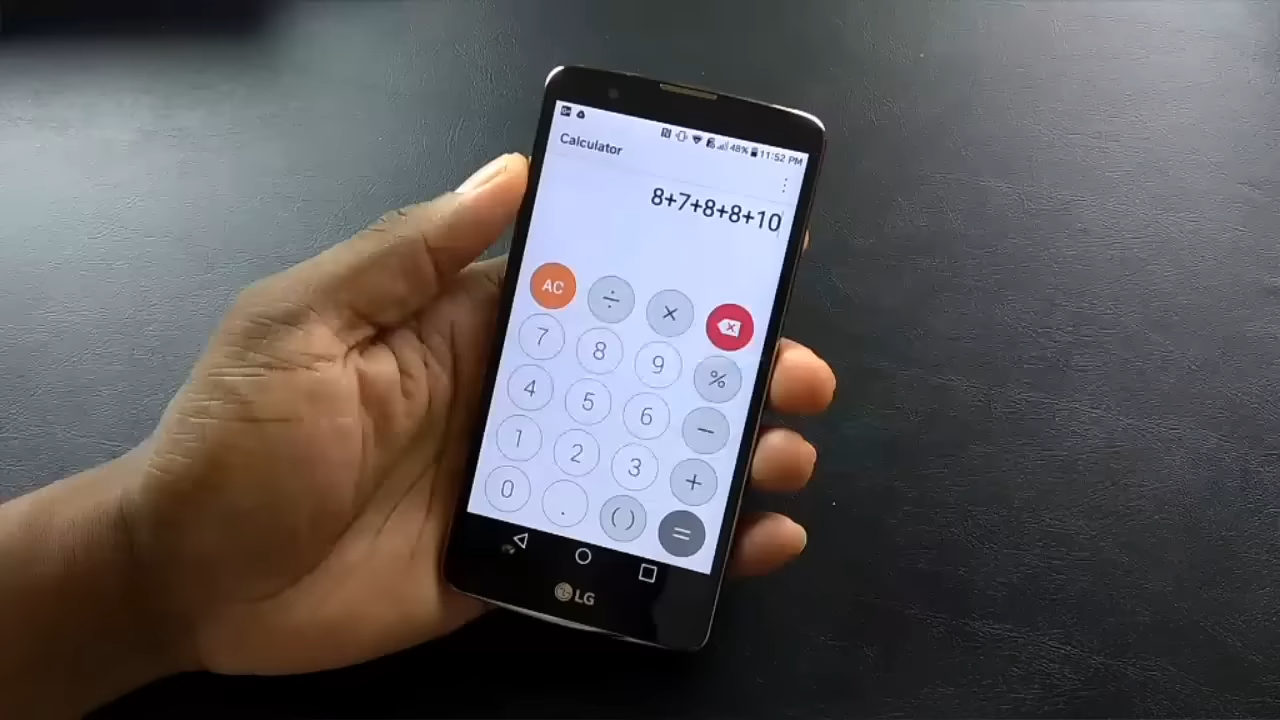 48% 11:52 PM
Calculator
8+7+8+8+10
AC ÷ ×
7 8 9 %
4 5 6 −
1 2 3 +
0 . () =
LG